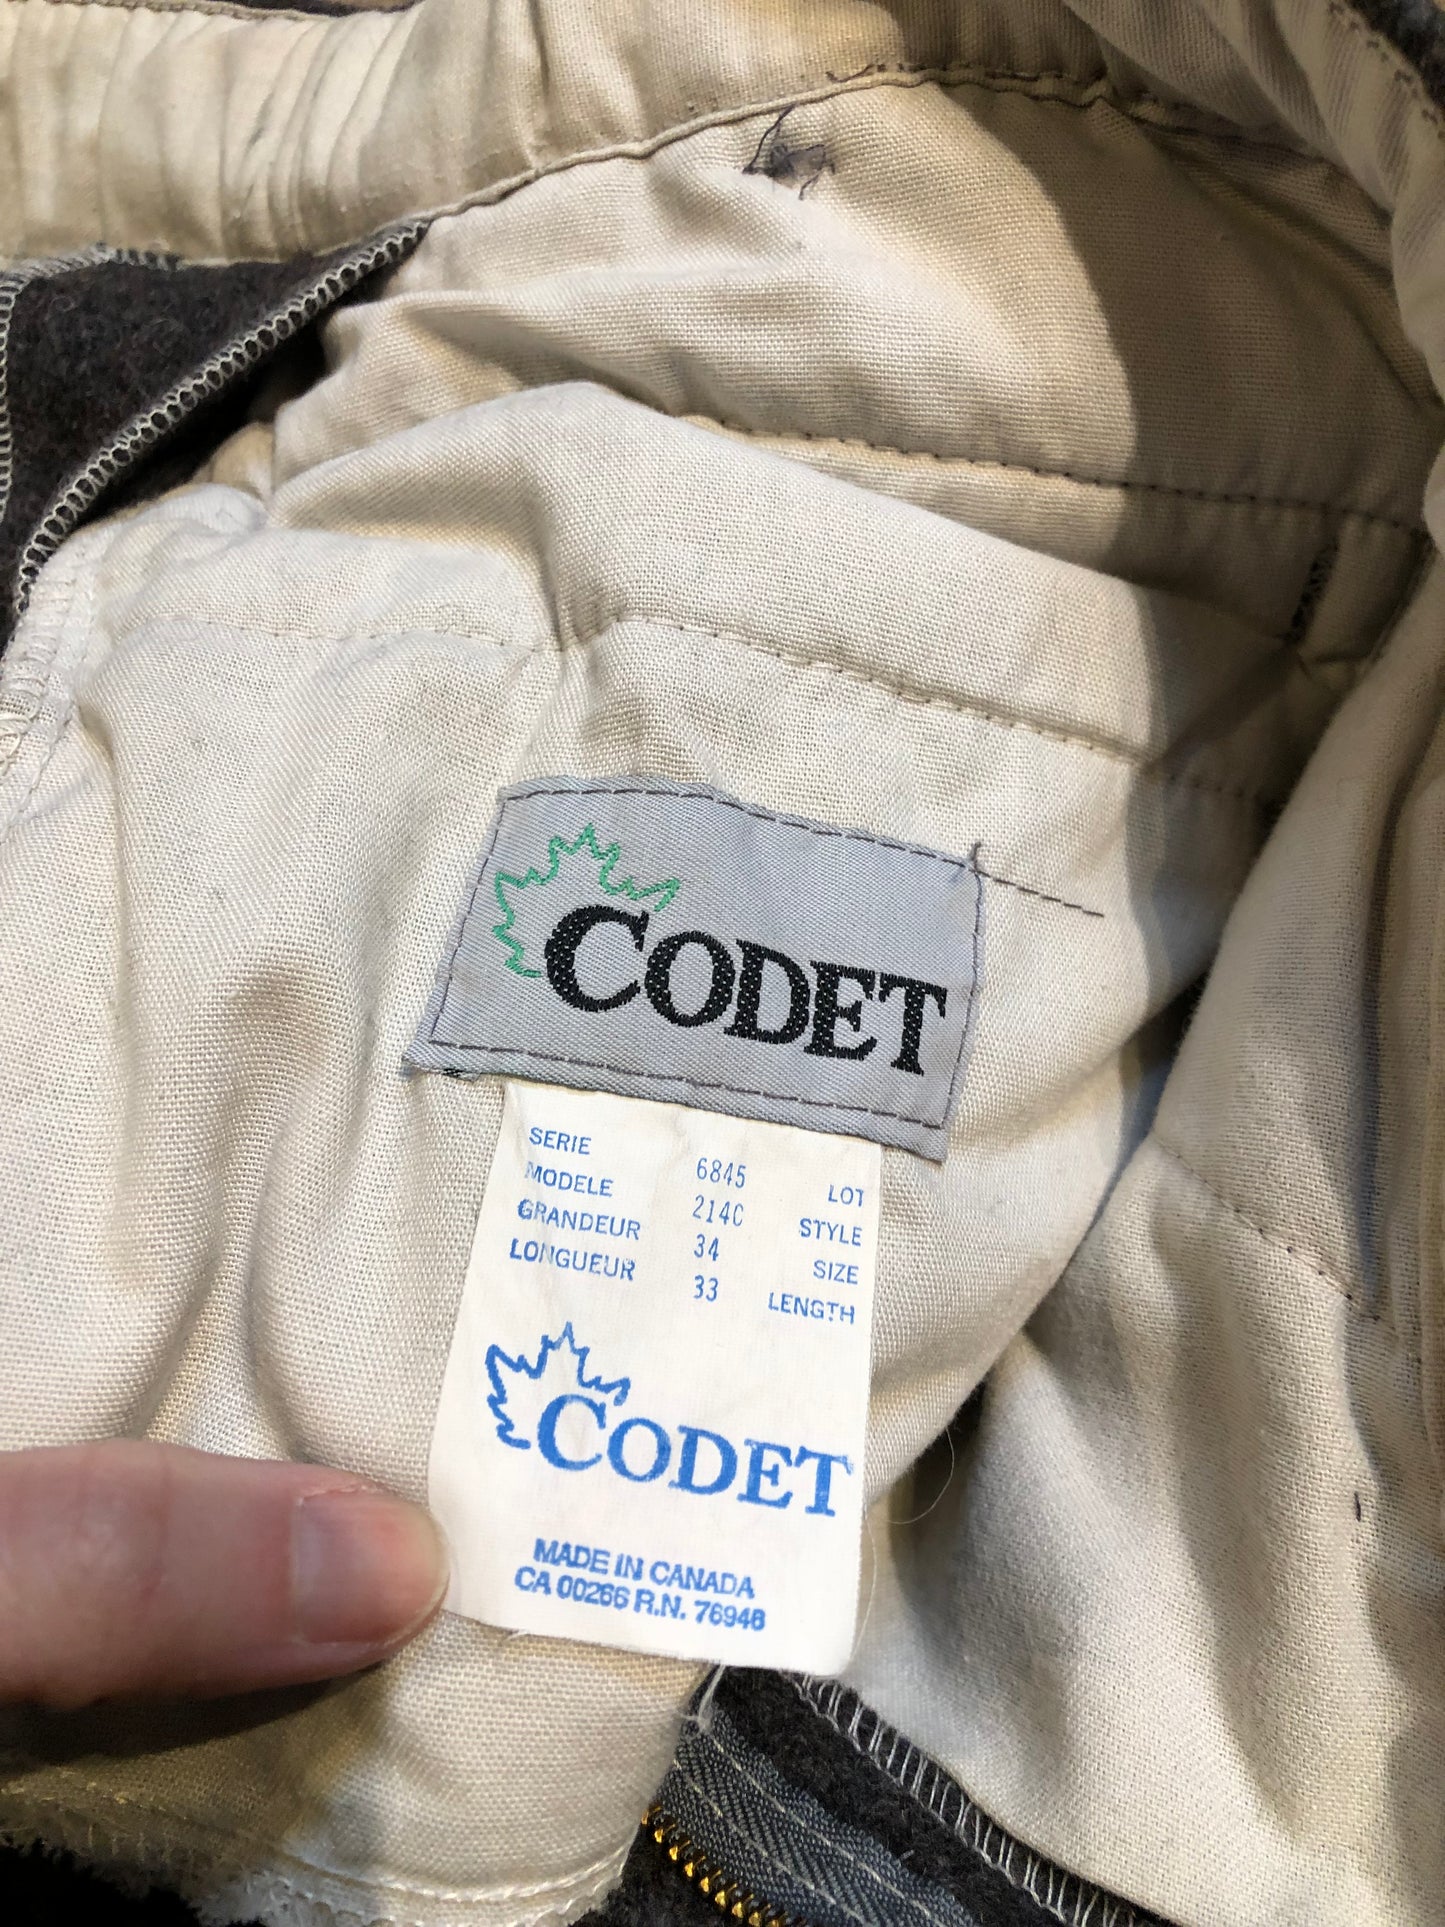 CODET
SERIE 6845 LOT
MODELE 214C STYLE
GRANDEUR 34 SIZE
LONGUEUR 33 LENGTH
CODET
MADE IN CANADA
CA 00266 R.N. 76946